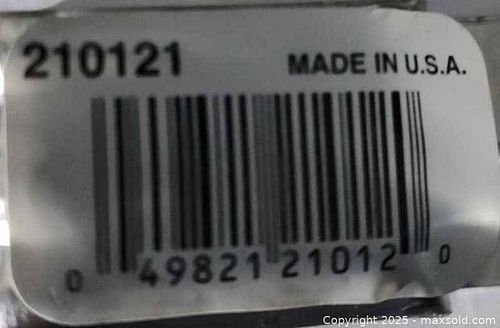 210121 MADE IN U.S.A.
0 49821 21012 0
Copyright © 2025 - maxsold.com